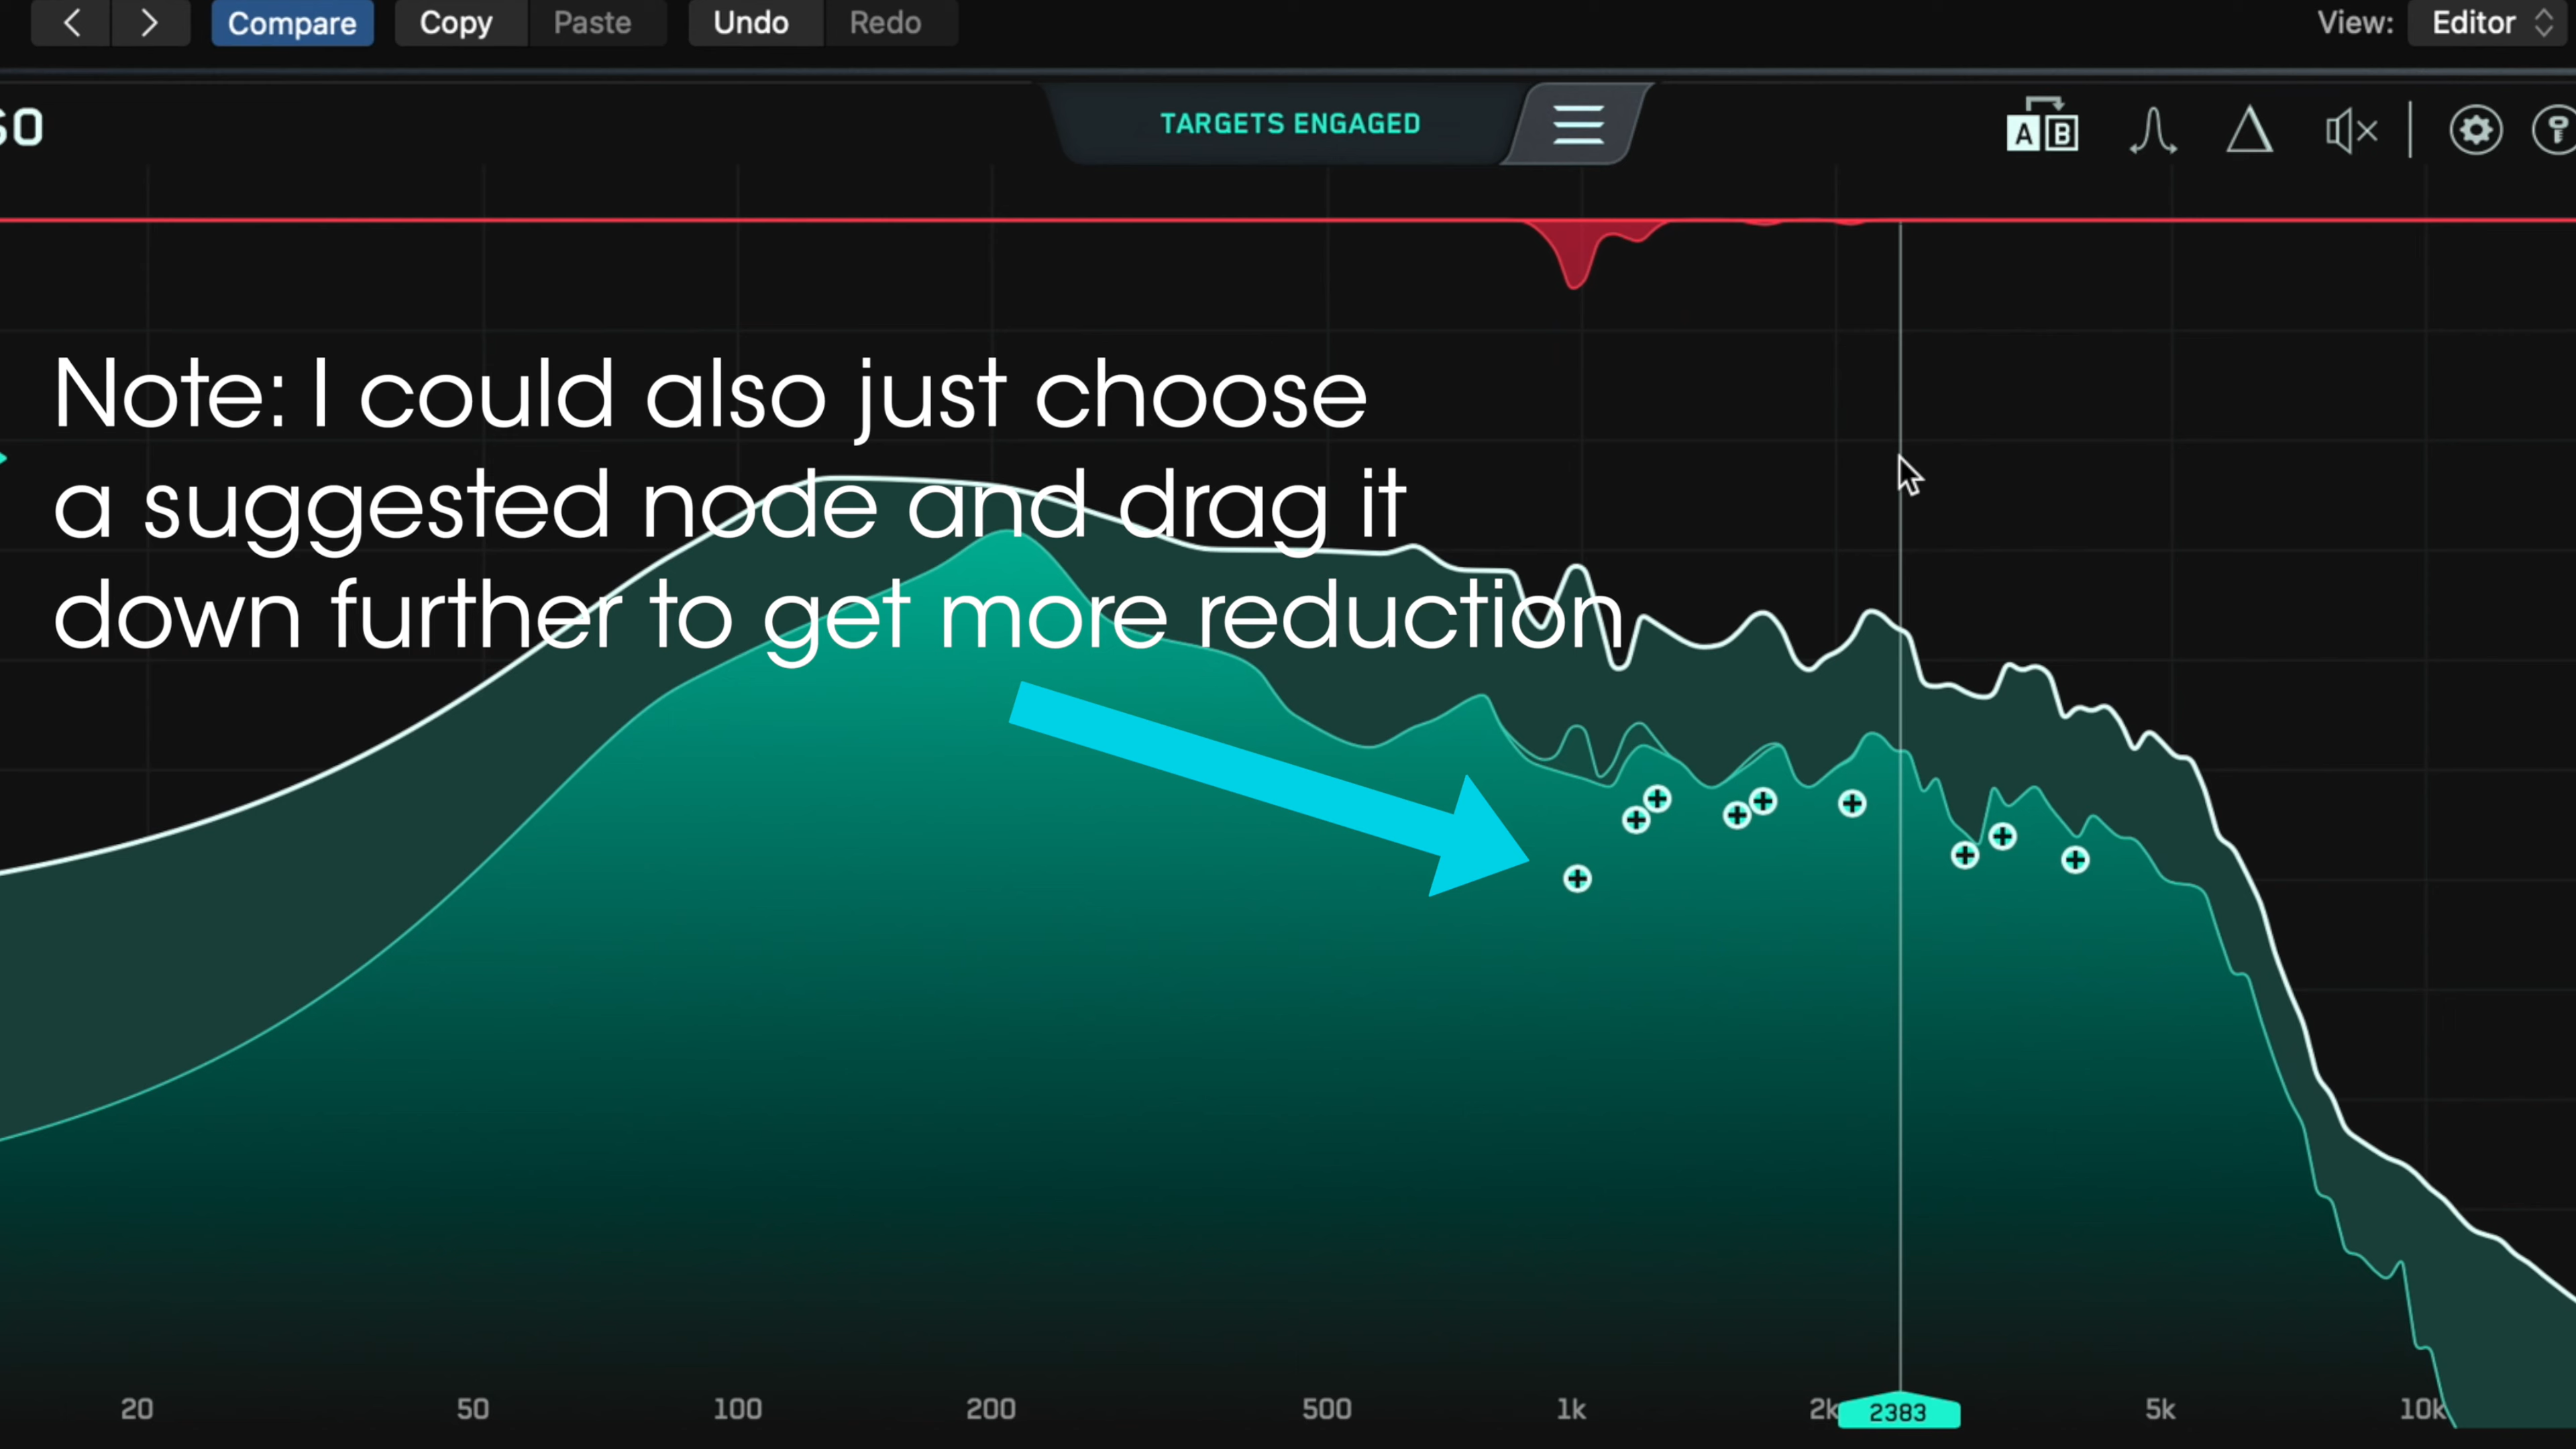 Compare Copy Paste Undo Redo View: Editor
SO TARGETS ENGAGED A B
Note: I could also just choose
a suggested node and drag it
down further to get more reduction
20 50 100 200 500 1k 2k 2383 5k 10k